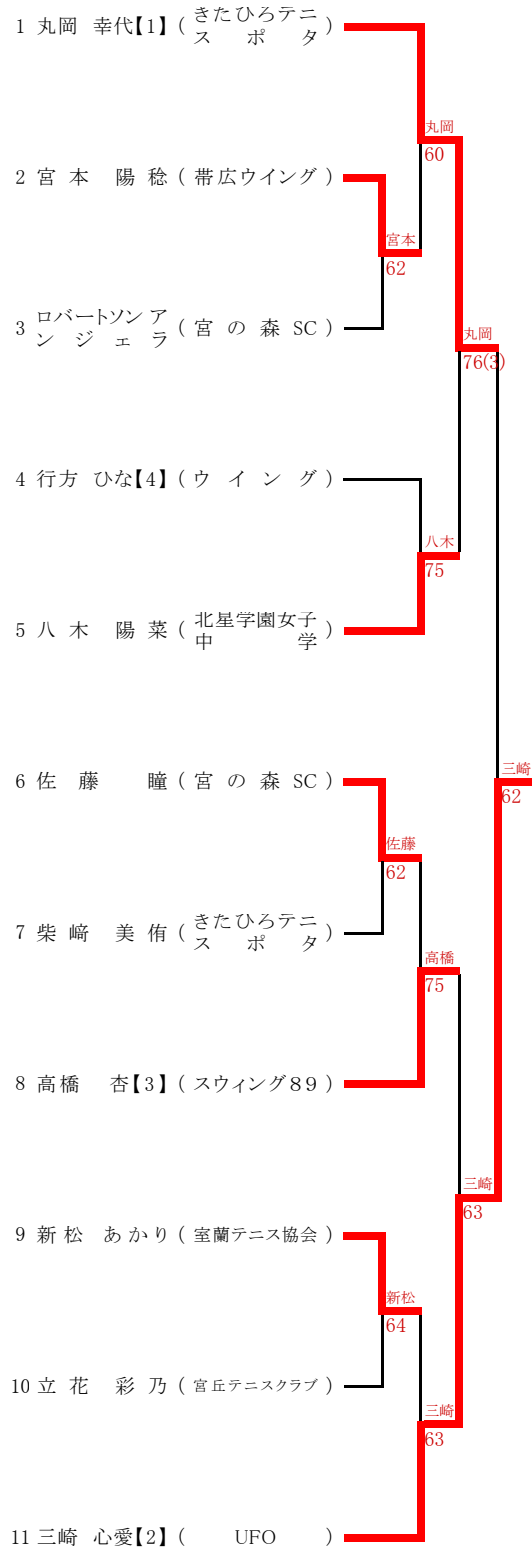 1 丸岡 幸代【1】 ( きたひろテニスポタ )
丸岡
60
2 宮本 陽稔 ( 帯広ウイング )
宮本
62
3 ロバートソンアンジェラ ( 宮の森 SC )
丸岡
76(3)
4 行方 ひな【4】 ( ウイング )
八木
75
5 八木 陽菜 ( 北星学園女子中学 )
6 佐藤 瞳 ( 宮の森 SC )
三崎
62
佐藤
62
7 柴﨑 美侑 ( きたひろテニスポタ )
高橋
75
8 高橋 杏【3】 ( スウィング89 )
三崎
63
9 新松 あかり ( 室蘭テニス協会 )
新松
64
10 立花 彩乃 ( 宮丘テニスクラブ )
三崎
63
11 三崎 心愛【2】 ( UFO )